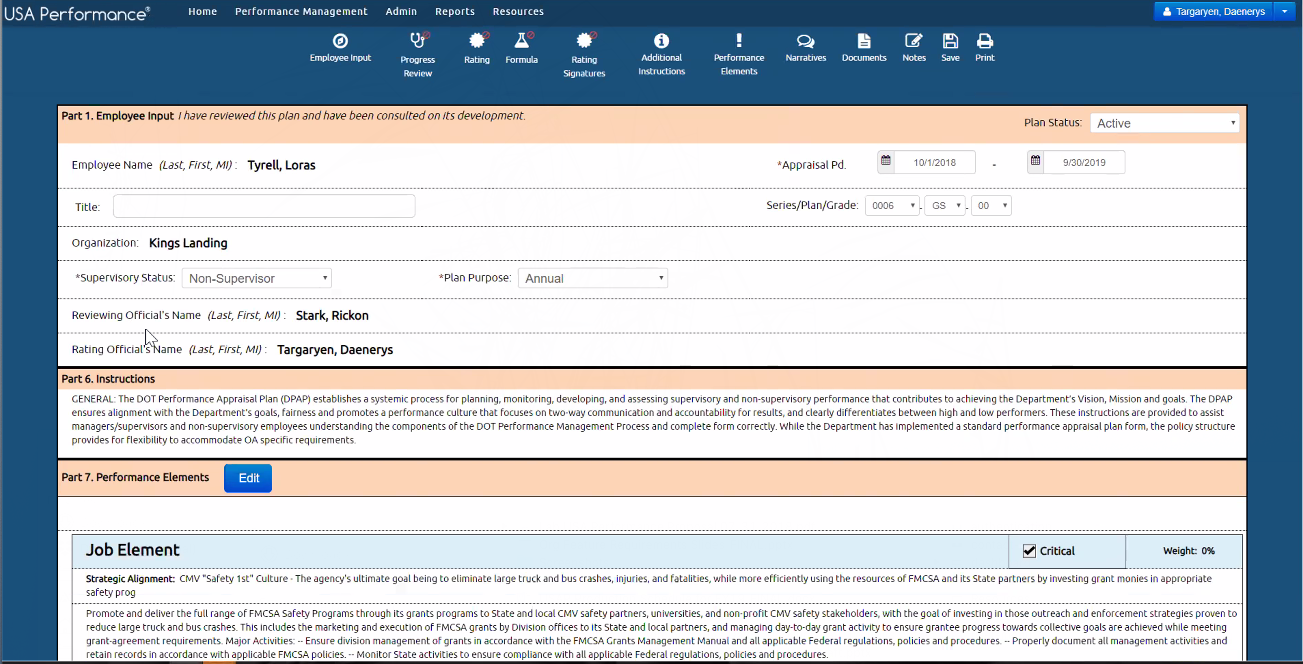 USA Performance® Home Performance Management Admin Reports Resources Targaryen, Daenerys
Employee Input Progress Review Rating Formula Rating Signatures Additional Instructions Performance Elements Narratives Documents Notes Save Print
Part 1. Employee Input I have reviewed this plan and have been consulted on its development. Plan Status: Active
Employee Name (Last, First, MI) : Tyrell, Loras *Appraisal Pd. 10/1/2018 - 9/30/2019
Title: Series/Plan/Grade: 0006 - GS - 00
Organization: Kings Landing
*Supervisory Status: Non-Supervisor *Plan Purpose: Annual
Reviewing Official's Name (Last, First, MI) : Stark, Rickon
Rating Official's Name (Last, First, MI) : Targaryen, Daenerys
Part 6. Instructions
GENERAL: The DOT Performance Appraisal Plan (DPAP) establishes a systemic process for planning, monitoring, developing, and assessing supervisory and non-supervisory performance that contributes to achieving the Department's Vision, Mission and goals. The DPAP
ensures alignment with the Department's goals, fairness and promotes a performance culture that focuses on two-way communication and accountability for results, and clearly differentiates between high and low performers. These instructions are provided to assist
managers/supervisors and non-supervisory employees understanding the components of the DOT Performance Management Process and complete form correctly. While the Department has implemented a standard performance appraisal plan form, the policy structure
provides for flexibility to accommodate OA specific requirements.
Part 7. Performance Elements Edit
Job Element Critical Weight: 0%
Strategic Alignment: CMV "Safety 1st" Culture - The agency's ultimate goal being to eliminate large truck and bus crashes, injuries, and fatalities, while more efficiently using the resources of FMCSA and its State partners by investing grant monies in appropriate
safety prog
Promote and deliver the full range of FMCSA Safety Programs through its grants programs to State and local CMV safety partners, universities, and non-profit CMV safety stakeholders, with the goal of investing in those outreach and enforcement strategies proven to
reduce large truck and bus crashes. This includes the marketing and execution of FMCSA grants by Division offices to its State and local partners, and managing day-to-day grant activity to ensure grantee progress towards collective goals are achieved while meeting
grant-agreement requirements. Major Activities: -- Ensure division management of grants in accordance with the FMCSA Grants Management Manual and all applicable Federal regulations, policies and procedures. -- Properly document all management activities and
retain records in accordance with applicable FMCSA policies. -- Monitor State activities to ensure compliance with all applicable Federal regulations, policies and procedures.